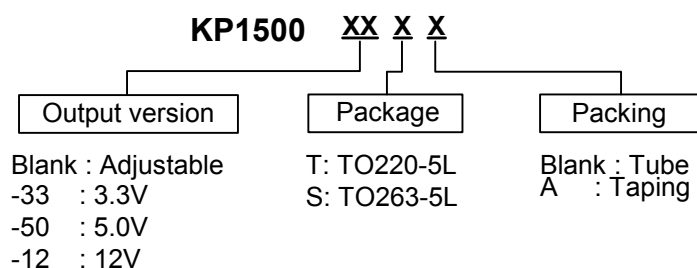 KP1500 XX X X
Output version
Package
Packing
Blank : Adjustable
-33 : 3.3V
-50 : 5.0V
-12 : 12V
T: TO220-5L
S: TO263-5L
Blank : Tube
A : Taping